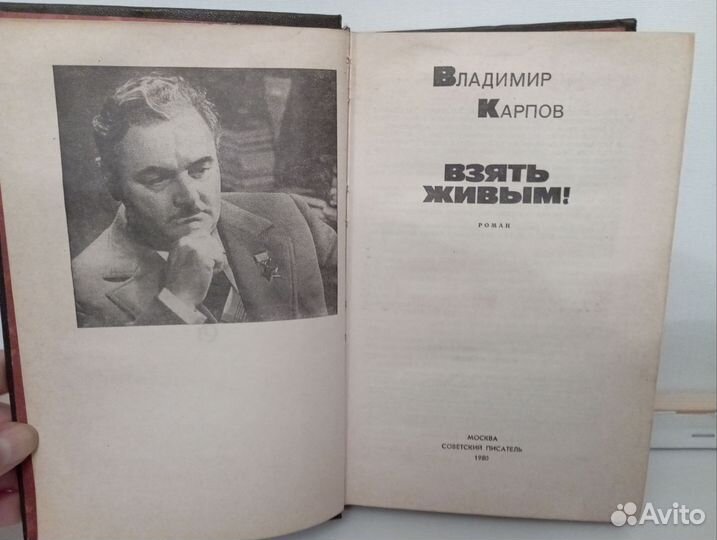 ВЛАДИМИР
КАРПОВ
ВЗЯТЬ
ЖИВЫМ!
РОМАН
МОСКВА
СОВЕТСКИЙ ПИСАТЕЛЬ
1980
Avito